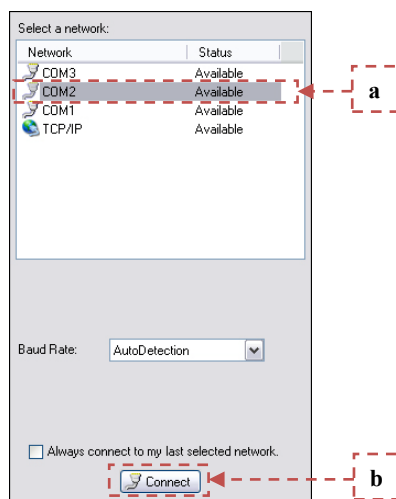 Select a network:
Network Status
COM3 Available
COM2 Available
a
COM1 Available
TCP/IP Available
Baud Rate: AutoDetection
Always connect to my last selected network.
Connect
b